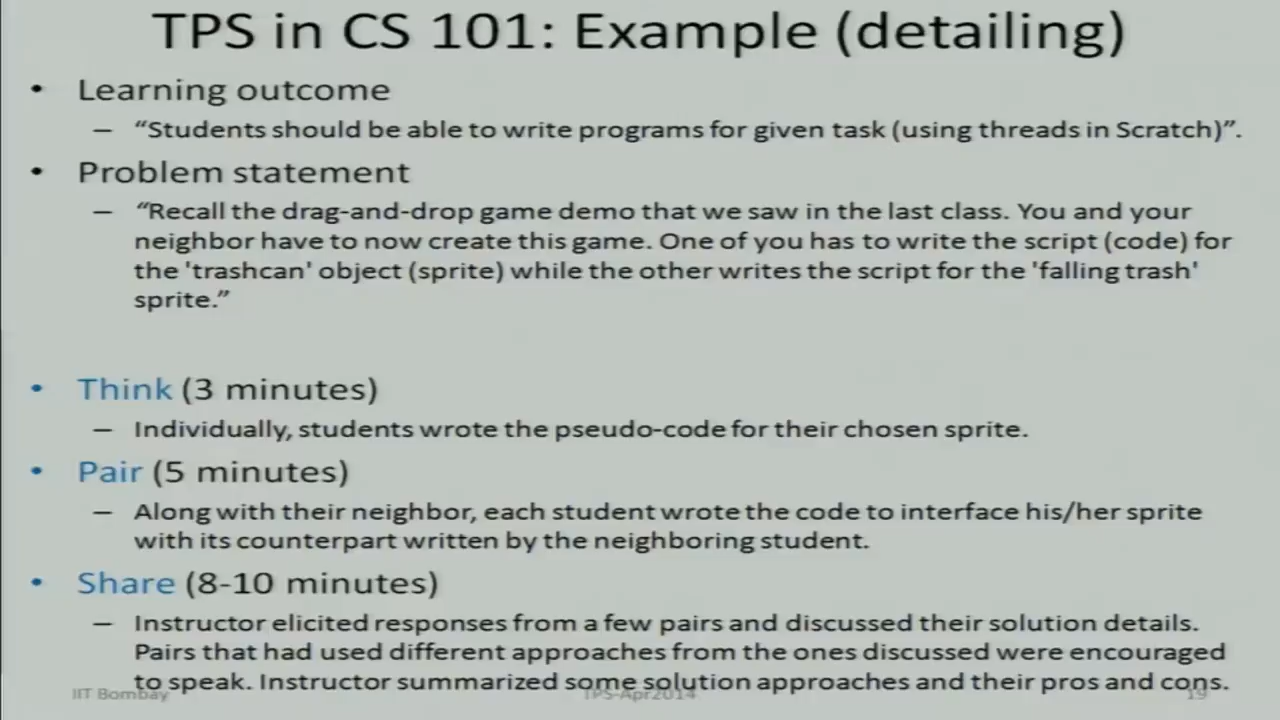 TPS in CS 101: Example (detailing)
• Learning outcome
– “Students should be able to write programs for given task (using threads in Scratch)”.
• Problem statement
– “Recall the drag-and-drop game demo that we saw in the last class. You and your
neighbor have to now create this game. One of you has to write the script (code) for
the 'trashcan' object (sprite) while the other writes the script for the 'falling trash'
sprite.”
• Think (3 minutes)
– Individually, students wrote the pseudo-code for their chosen sprite.
• Pair (5 minutes)
– Along with their neighbor, each student wrote the code to interface his/her sprite
with its counterpart written by the neighboring student.
• Share (8-10 minutes)
– Instructor elicited responses from a few pairs and discussed their solution details.
Pairs that had used different approaches from the ones discussed were encouraged
to speak. Instructor summarized some solution approaches and their pros and cons.
IIT Bombay TPS-Apr2014 19